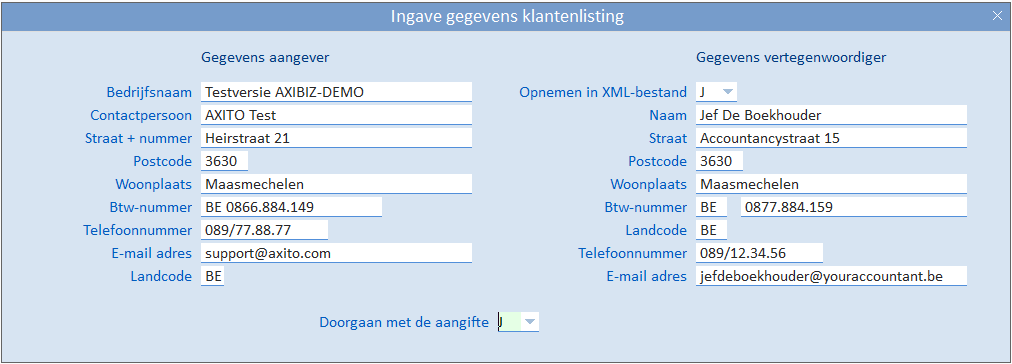 Ingave gegevens klantenlisting
Gegevens aangever
Bedrijfsnaam Testversie AXIBIZ-DEMO
Contactpersoon AXITO Test
Straat + nummer Heirstraat 21
Postcode 3630
Woonplaats Maasmechelen
Btw-nummer BE 0866.884.149
Telefoonnummer 089/77.88.77
E-mail adres support@axito.com
Landcode BE
Gegevens vertegenwoordiger
Opnemen in XML-bestand J
Naam Jef De Boekhouder
Straat Accountancystraat 15
Postcode 3630
Woonplaats Maasmechelen
Btw-nummer BE 0877.884.159
Landcode BE
Telefoonnummer 089/12.34.56
E-mail adres jefdeboekhouder@youraccountant.be
Doorgaan met de aangifte J